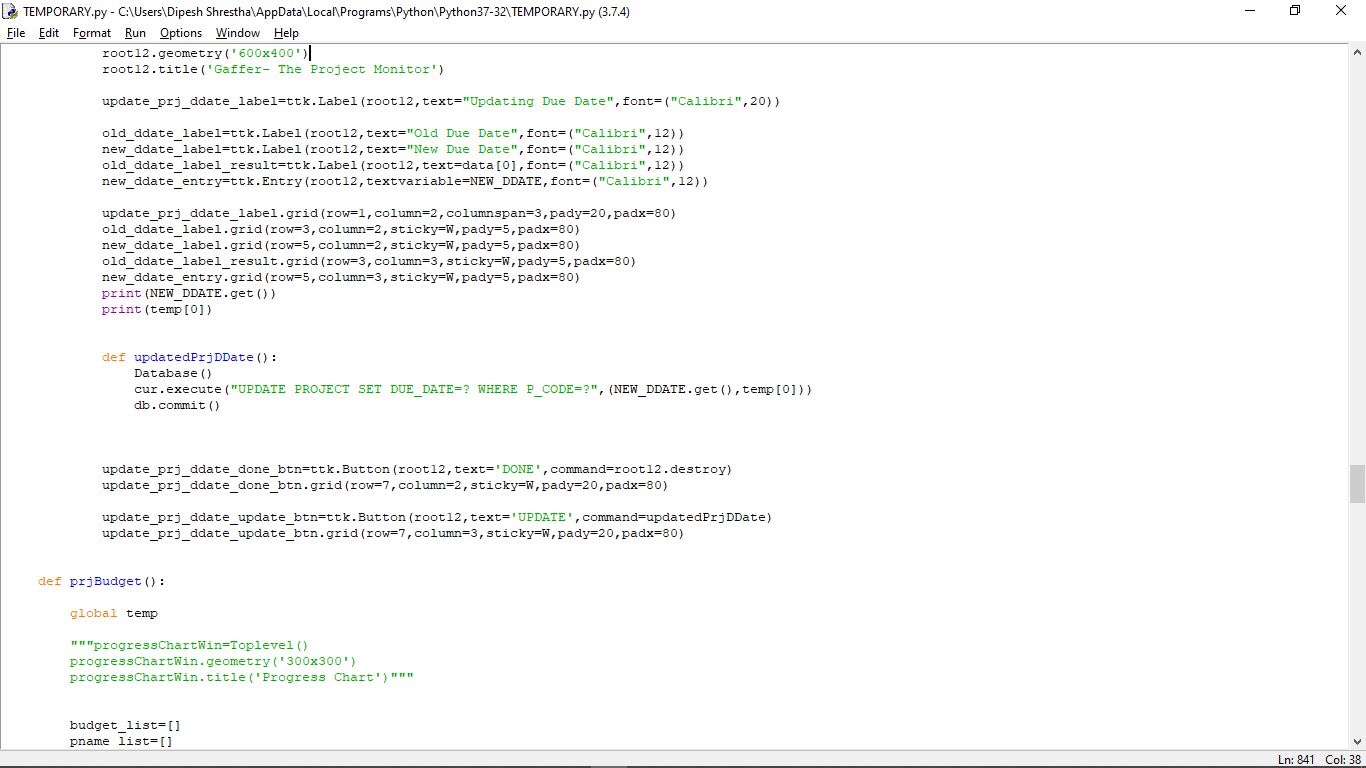 TEMPORARY.py - C:\Users\Dipesh Shrestha\AppData\Local\Programs\Python\Python37-32\TEMPORARY.py (3.7.4)
File Edit Format Run Options Window Help
root12.geometry('600x400')
root12.title('Gaffer- The Project Monitor')
update_prj_ddate_label=ttk.Label(root12,text="Updating Due Date",font=("Calibri",20))
old_ddate_label=ttk.Label(root12,text="Old Due Date",font=("Calibri",12))
new_ddate_label=ttk.Label(root12,text="New Due Date",font=("Calibri",12))
old_ddate_label_result=ttk.Label(root12,text=data[0],font=("Calibri",12))
new_ddate_entry=ttk.Entry(root12,textvariable=NEW_DDATE,font=("Calibri",12))
update_prj_ddate_label.grid(row=1,column=2,columnspan=3,pady=20,padx=80)
old_ddate_label.grid(row=3,column=2,sticky=W,pady=5,padx=80)
new_ddate_label.grid(row=5,column=2,sticky=W,pady=5,padx=80)
old_ddate_label_result.grid(row=3,column=3,sticky=W,pady=5,padx=80)
new_ddate_entry.grid(row=5,column=3,sticky=W,pady=5,padx=80)
print(NEW_DDATE.get())
print(temp[0])
def updatedPrjDDate():
Database()
cur.execute("UPDATE PROJECT SET DUE_DATE=? WHERE P_CODE=?",(NEW_DDATE.get(),temp[0]))
db.commit()
update_prj_ddate_done_btn=ttk.Button(root12,text='DONE',command=root12.destroy)
update_prj_ddate_done_btn.grid(row=7,column=2,sticky=W,pady=20,padx=80)
update_prj_ddate_update_btn=ttk.Button(root12,text='UPDATE',command=updatedPrjDDate)
update_prj_ddate_update_btn.grid(row=7,column=3,sticky=W,pady=20,padx=80)
def prjBudget():
global temp
"""progressChartWin=Toplevel()
progressChartWin.geometry('300x300')
progressChartWin.title('Progress Chart')"""
budget_list=[]
pname_list=[]
Ln: 841 Col: 38